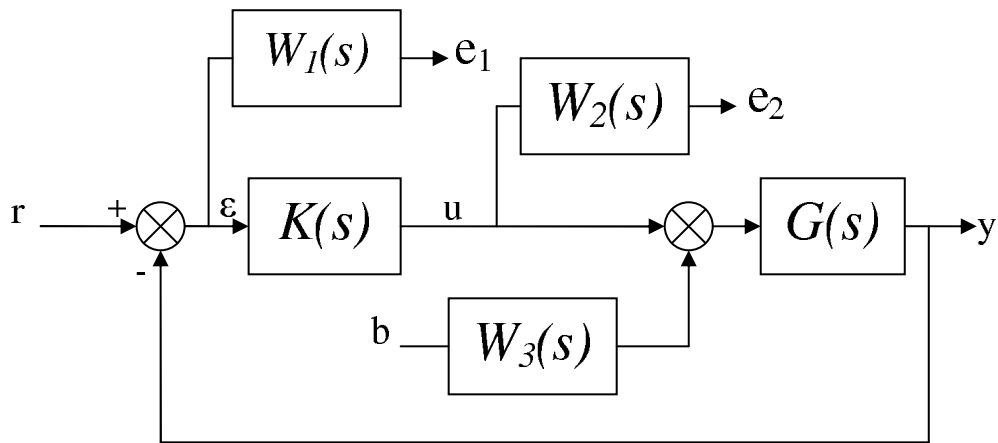 W₁(s)
e₁
W₂(s)
e₂
r
+
ε
K(s)
u
G(s)
y
-
b
W₃(s)